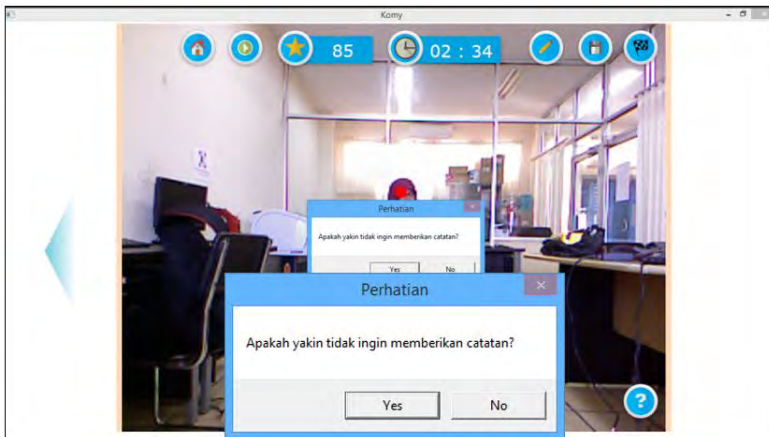 Komy
85
02 : 34
Perhatian
Apakah yakin tidak ingin memberikan catatan?
Yes No
Perhatian
Apakah yakin tidak ingin memberikan catatan?
Yes No
?